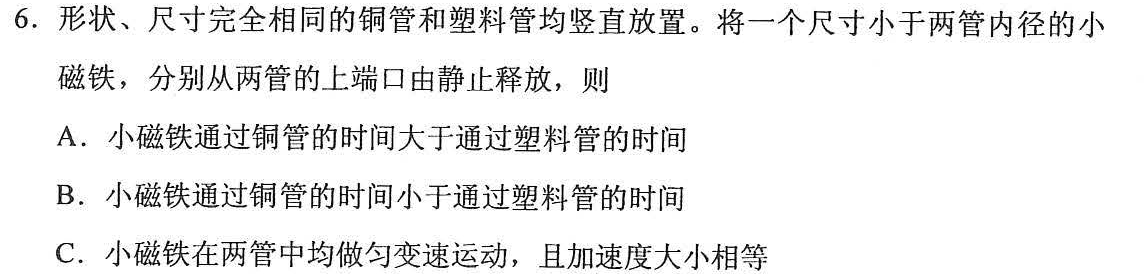 6. 形状、尺寸完全相同的铜管和塑料管均竖直放置。将一个尺寸小于两管内径的小
磁铁，分别从两管的上端口由静止释放，则
A. 小磁铁通过铜管的时间大于通过塑料管的时间
B. 小磁铁通过铜管的时间小于通过塑料管的时间
C. 小磁铁在两管中均做匀变速运动，且加速度大小相等